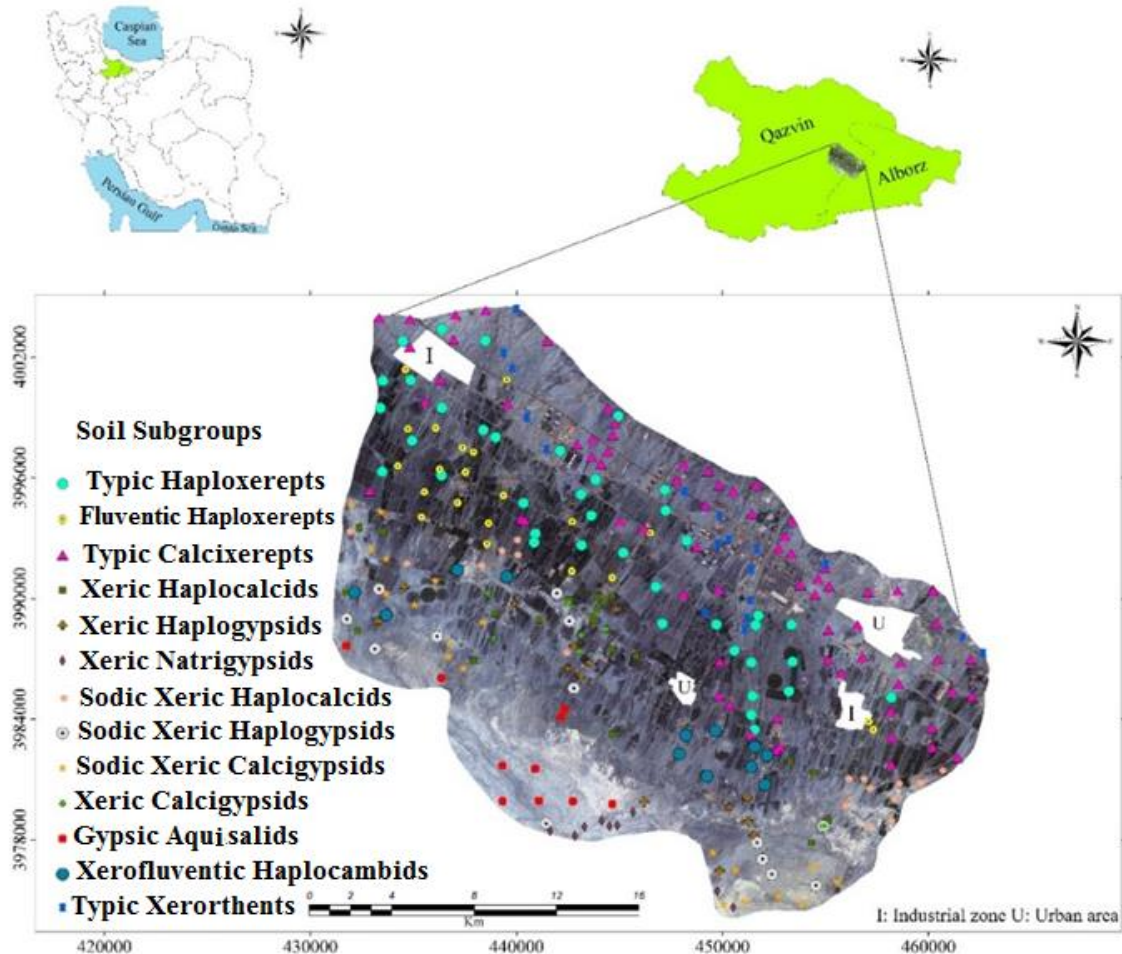 Caspian
Sea
Persian Gulf
Qazvin
Alborz
4002000
3996000
3990000
3984000
3978000
I
U
U
I
Soil Subgroups
Typic Haploxerepts
Fluventic Haploxerepts
Typic Calcixerepts
Xeric Haplocalcids
Xeric Haplogypsids
Xeric Natrigypsids
Sodic Xeric Haplocalcids
Sodic Xeric Haplogypsids
Sodic Xeric Calcigypsids
Xeric Calcigypsids
Gypsic Aquisalids
Xerofluventic Haplocambids
Typic Xerorthents
0 2 4 8 12 16
Km
I: Industrial zone U: Urban area
420000 430000 440000 450000 460000